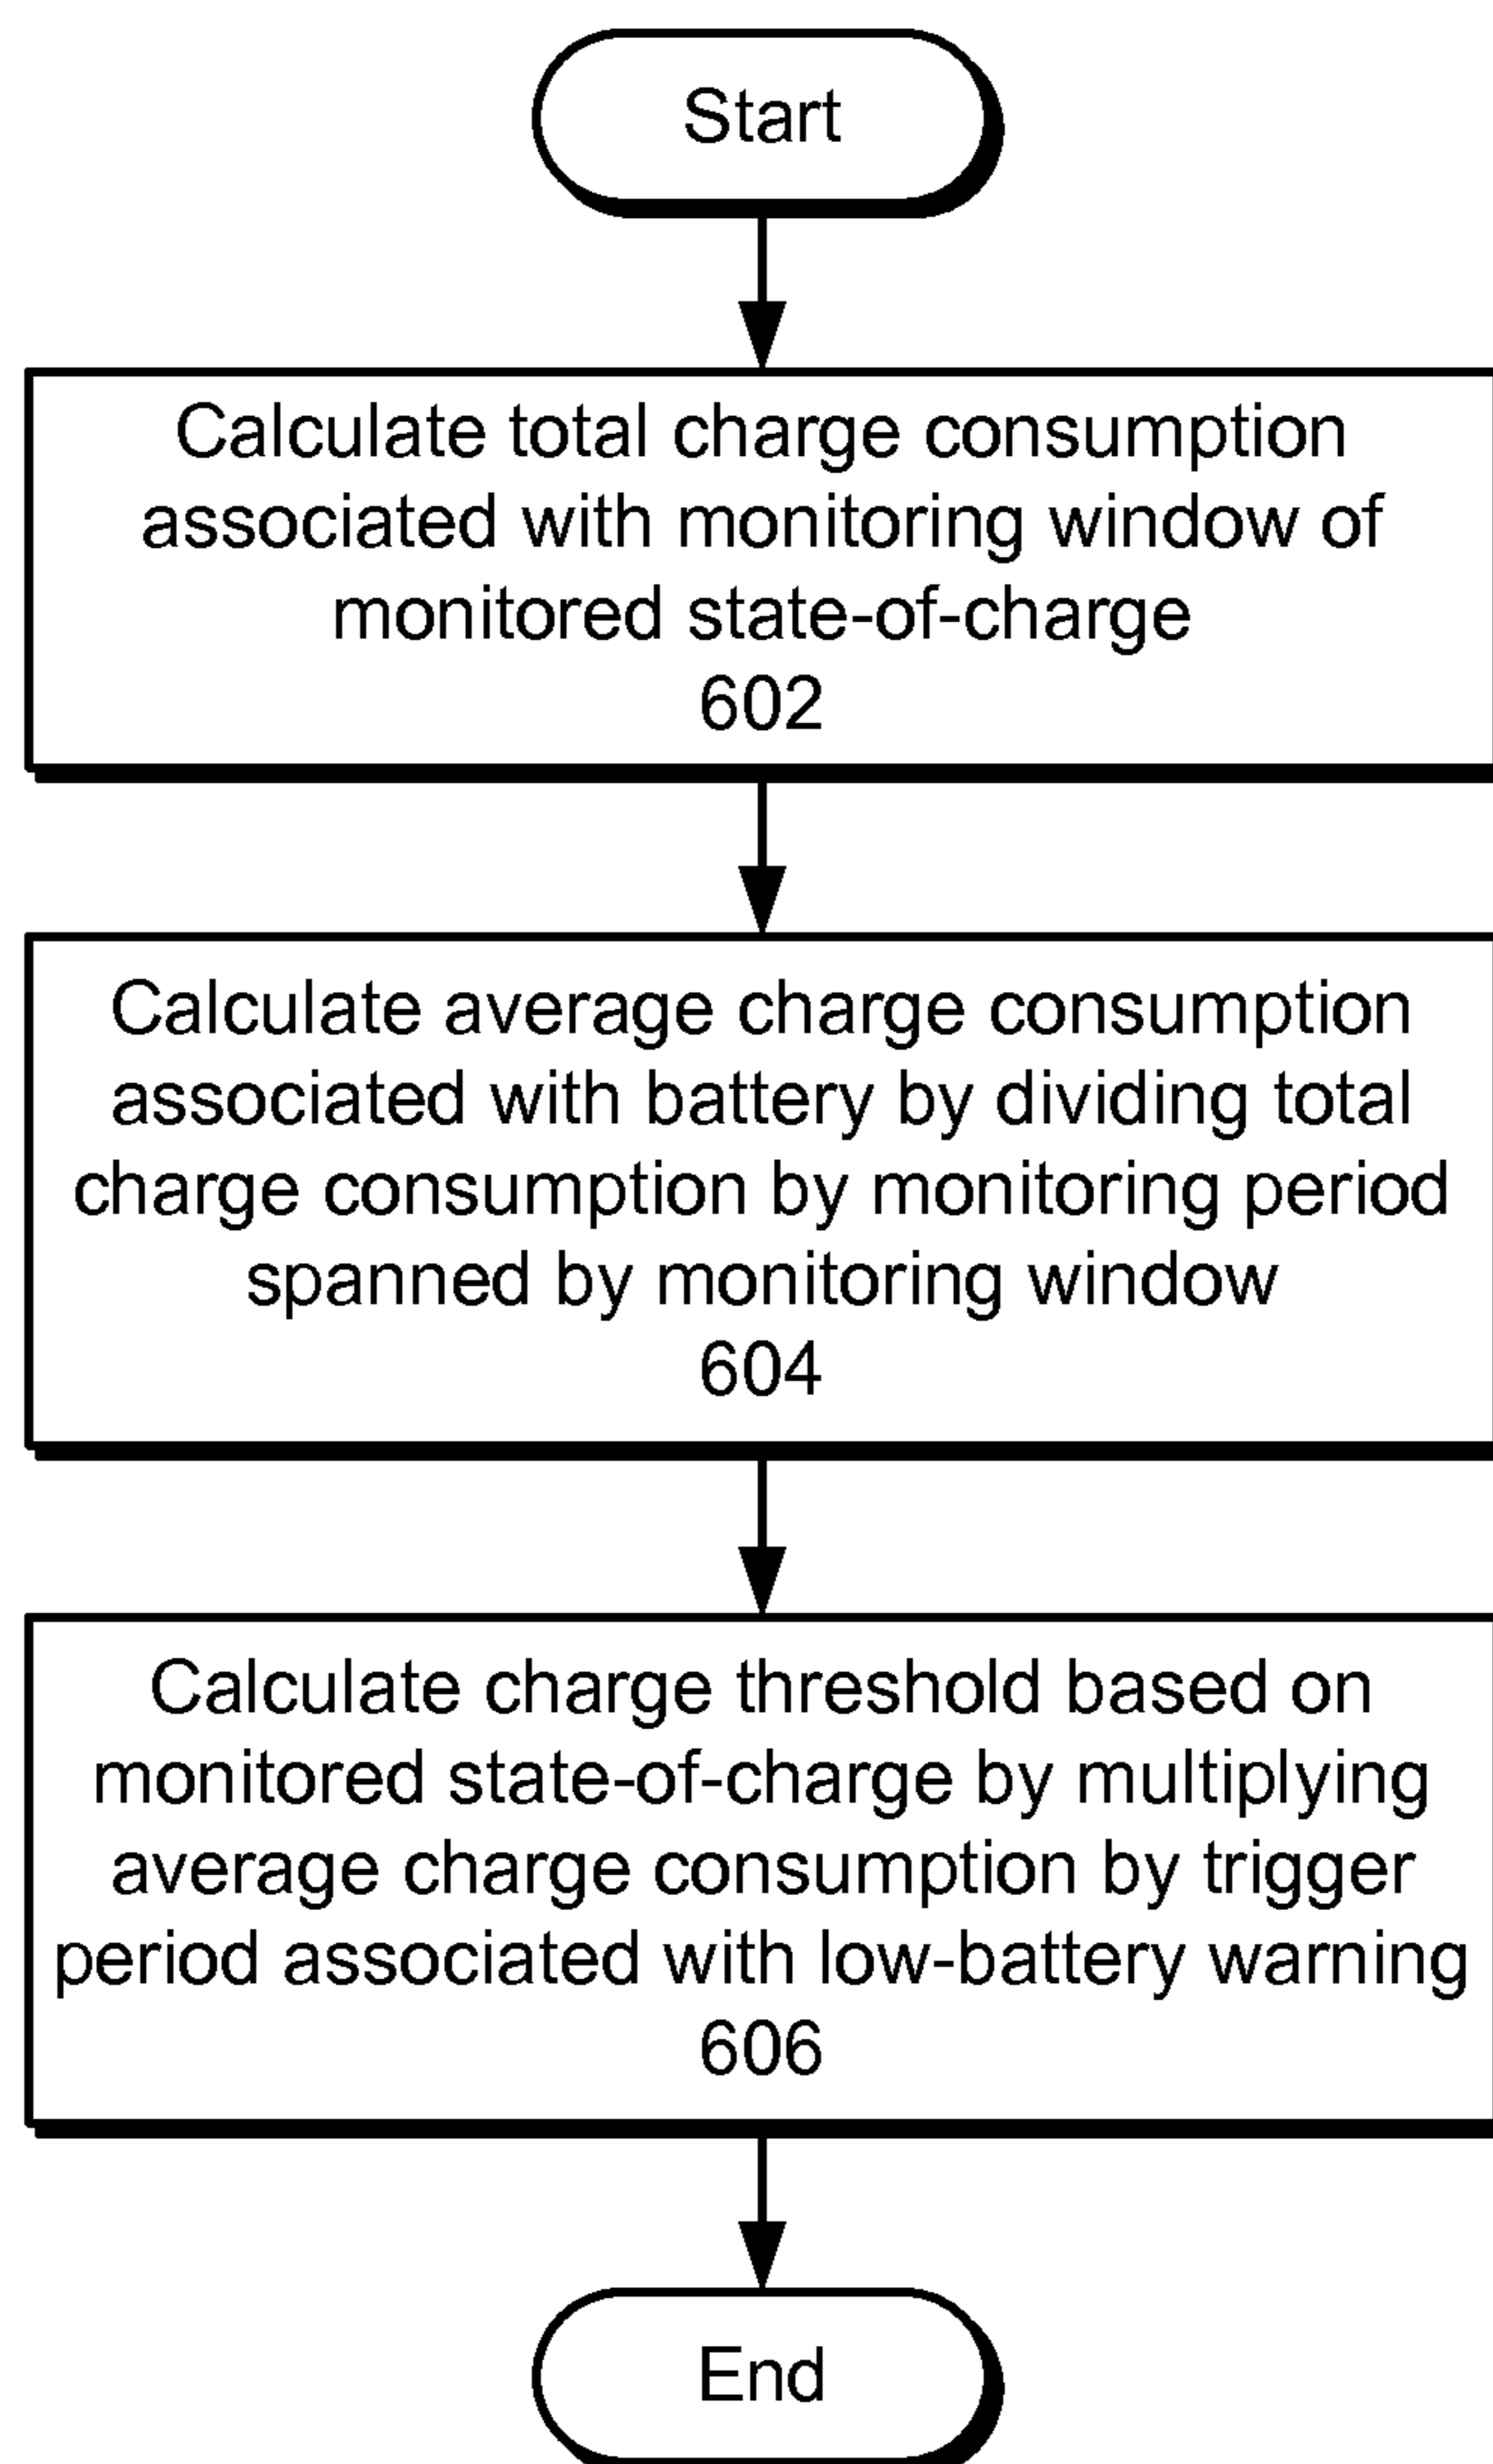 Start
Calculate total charge consumption
associated with monitoring window of
monitored state-of-charge
602
Calculate average charge consumption
associated with battery by dividing total
charge consumption by monitoring period
spanned by monitoring window
604
Calculate charge threshold based on
monitored state-of-charge by multiplying
average charge consumption by trigger
period associated with low-battery warning
606
End